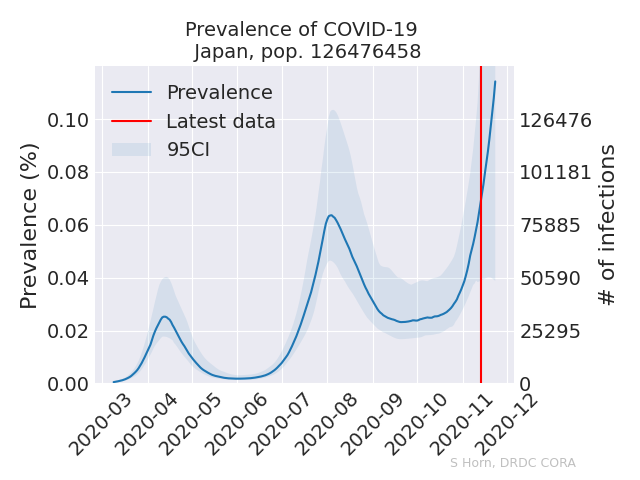 Prevalence of COVID-19
Japan, pop. 126476458
Prevalence
Latest data
95CI
Prevalence (%)
0.10
0.08
0.06
0.04
0.02
0.00
126476
101181
75885
50590
25295
0
# of infections
2020-03
2020-04
2020-05
2020-06
2020-07
2020-08
2020-09
2020-10
2020-11
2020-12
S Horn, DRDC CORA